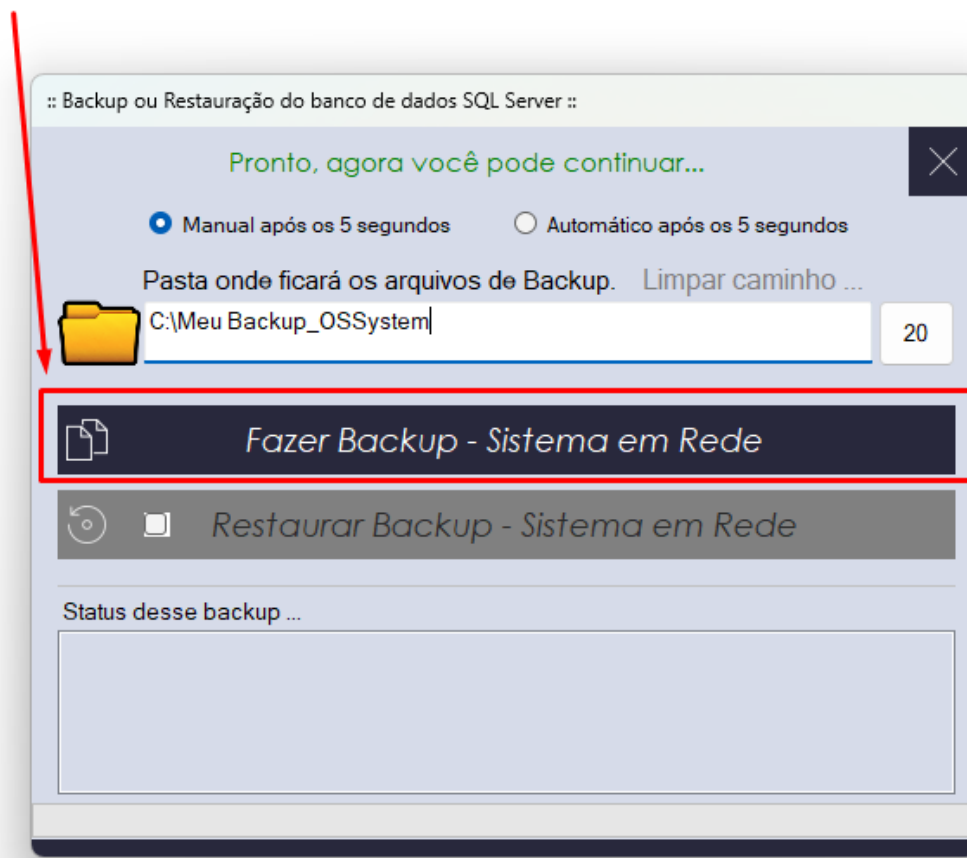 :: Backup ou Restauração do banco de dados SQL Server ::
Pronto, agora você pode continuar...
Manual após os 5 segundos Automático após os 5 segundos
Pasta onde ficará os arquivos de Backup. Limpar caminho ...
C:\Meu Backup_OSSystem 20
Fazer Backup - Sistema em Rede
Restaurar Backup - Sistema em Rede
Status desse backup ...